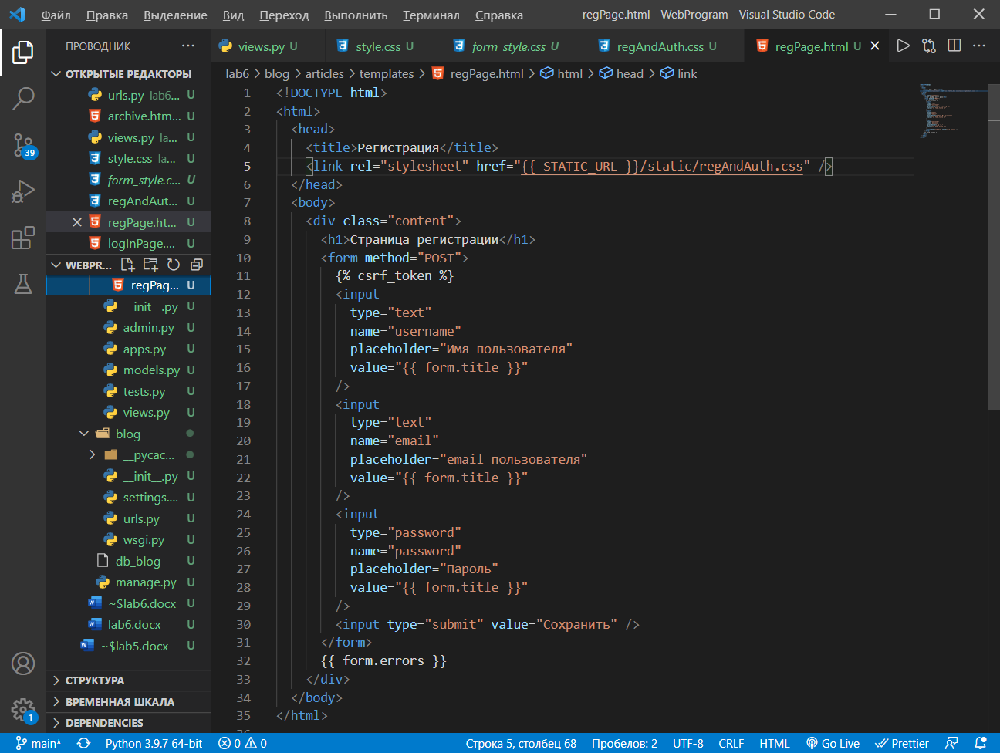 Файл Правка Выделение Вид Переход Выполнить Терминал Справка regPage.html - WebProgram - Visual Studio Code
ПРОВОДНИК ···
views.py U style.css U form_style.css U regAndAuth.css U regPage.html U
ОТКРЫТЫЕ РЕДАКТОРЫ
urls.py lab6... U
archive.htm... U
views.py la... U
style.css la... U
form_style.c... U
regAndAut... U
regPage.ht... U
logInPage.... U
WEBPR...
regPag... U
__init__.py U
admin.py U
apps.py U
models.py U
tests.py U
views.py U
blog
__pycac...
__init__.py U
settings.... U
urls.py U
wsgi.py U
db_blog U
manage.py U
~$lab6.docx U
lab6.docx U
~$lab5.docx U
СТРУКТУРА
ВРЕМЕННАЯ ШКАЛА
DEPENDENCIES
39
1
lab6 > blog > articles > templates > regPage.html > html > head > link
1 <!DOCTYPE html>
2 <html>
3 <head>
4 <title>Регистрация</title>
5 <link rel="stylesheet" href="{{ STATIC_URL }}/static/regAndAuth.css" />
6 </head>
7 <body>
8 <div class="content">
9 <h1>Страница регистрации</h1>
10 <form method="POST">
11 {% csrf_token %}
12 <input
13 type="text"
14 name="username"
15 placeholder="Имя пользователя"
16 value="{{ form.title }}"
17 />
18 <input
19 type="text"
20 name="email"
21 placeholder="email пользователя"
22 value="{{ form.title }}"
23 />
24 <input
25 type="password"
26 name="password"
27 placeholder="Пароль"
28 value="{{ form.title }}"
29 />
30 <input type="submit" value="Сохранить" />
31 </form>
32 {{ form.errors }}
33 </div>
34 </body>
35 </html>
main* Python 3.9.7 64-bit 0 0 Строка 5, столбец 68 Пробелов: 2 UTF-8 CRLF HTML Go Live Prettier